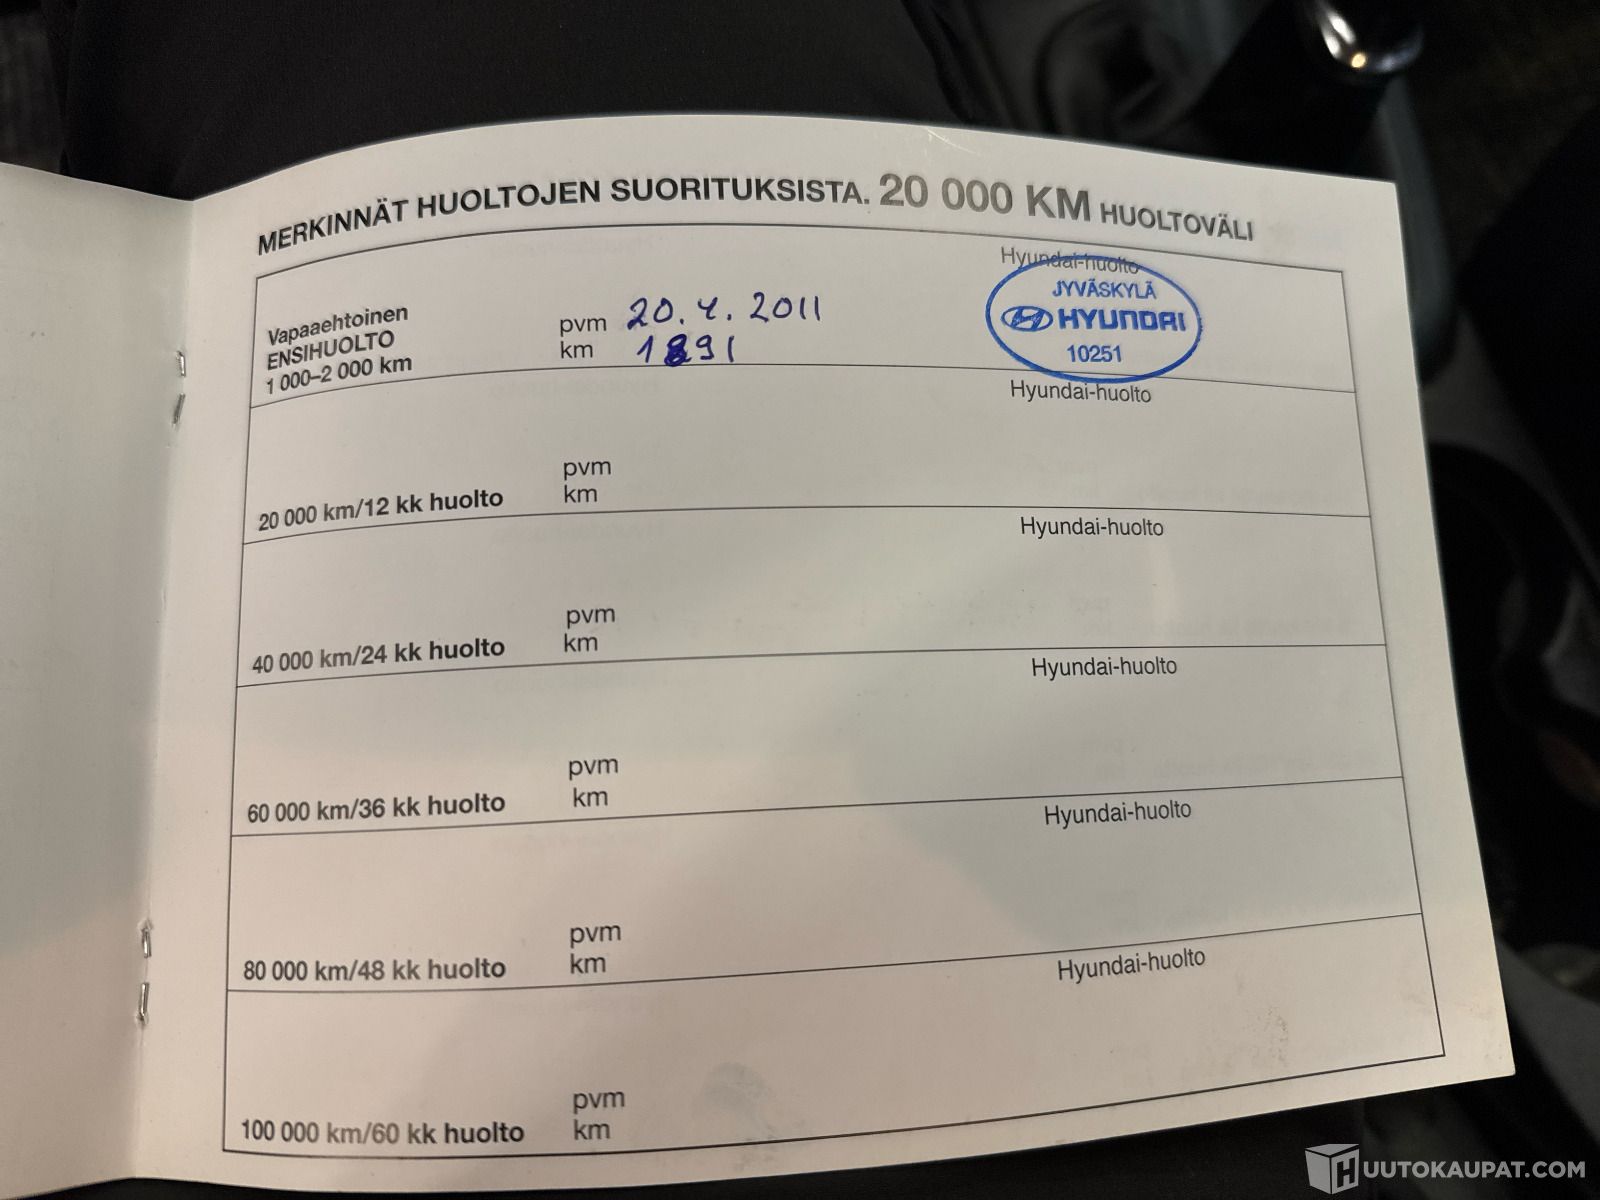 MERKINNÄT HUOLTOJEN SUORITUKSISTA. 20 000 KM HUOLTOVÄLI
Vapaaehtoinen
ENSIHUOLTO
1 000–2 000 km
pvm 20.4.2011
km 1891
Hyundai-huolto
JYVÄSKYLÄ
HYUNDAI
10251
20 000 km/12 kk huolto
pvm
km
Hyundai-huolto
40 000 km/24 kk huolto
pvm
km
Hyundai-huolto
60 000 km/36 kk huolto
pvm
km
Hyundai-huolto
80 000 km/48 kk huolto
pvm
km
Hyundai-huolto
100 000 km/60 kk huolto
pvm
km
Hyundai-huolto
HUUTOKAUPAT.COM